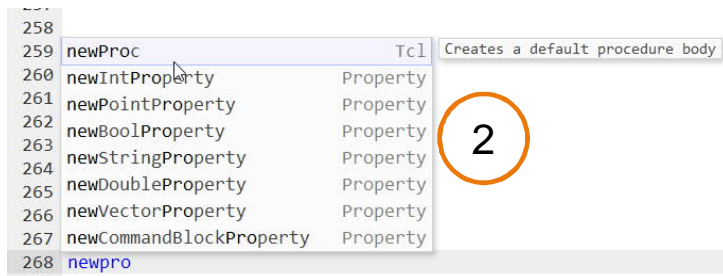 258
259 newProc Tcl Creates a default procedure body
260 newIntProperty Property
261 newPointProperty Property
262 newBoolProperty Property
263 newStringProperty Property
264 newDoubleProperty Property
265 newVectorProperty Property
266 newCommandBlockProperty Property
267
268 newpro
2